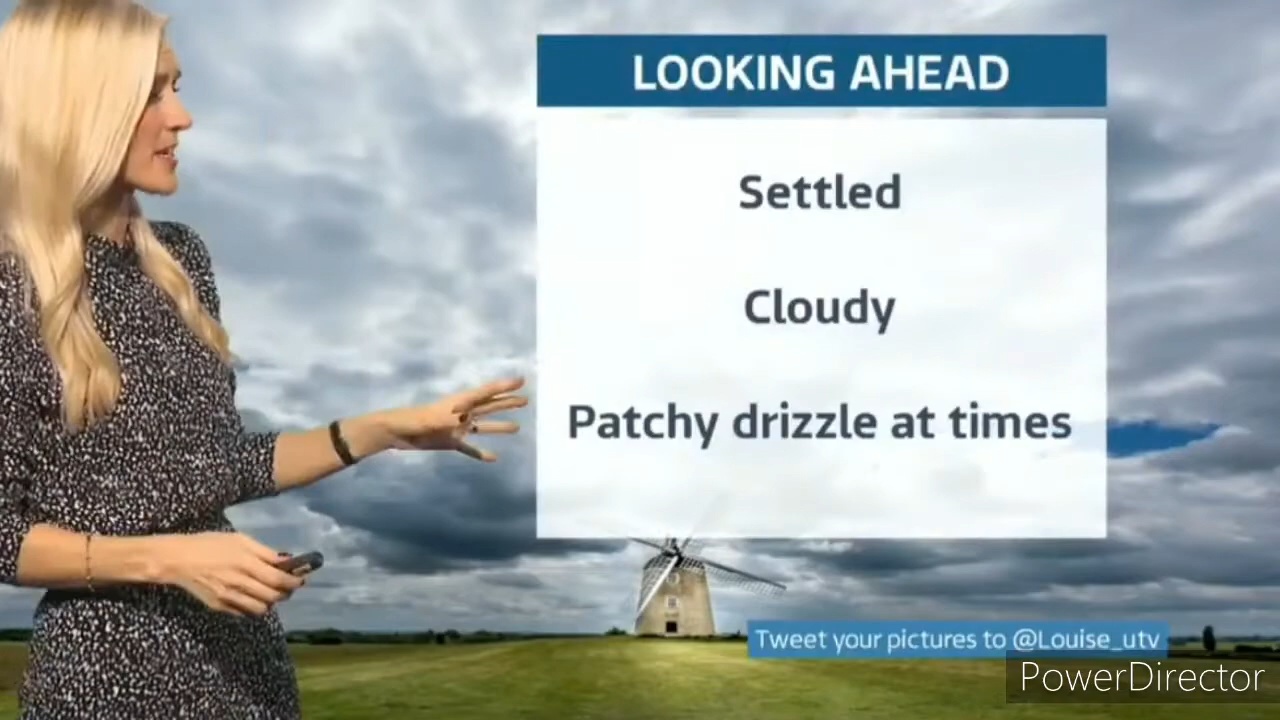 LOOKING AHEAD
Settled
Cloudy
Patchy drizzle at times
Tweet your pictures to @Louise_utv
PowerDirector